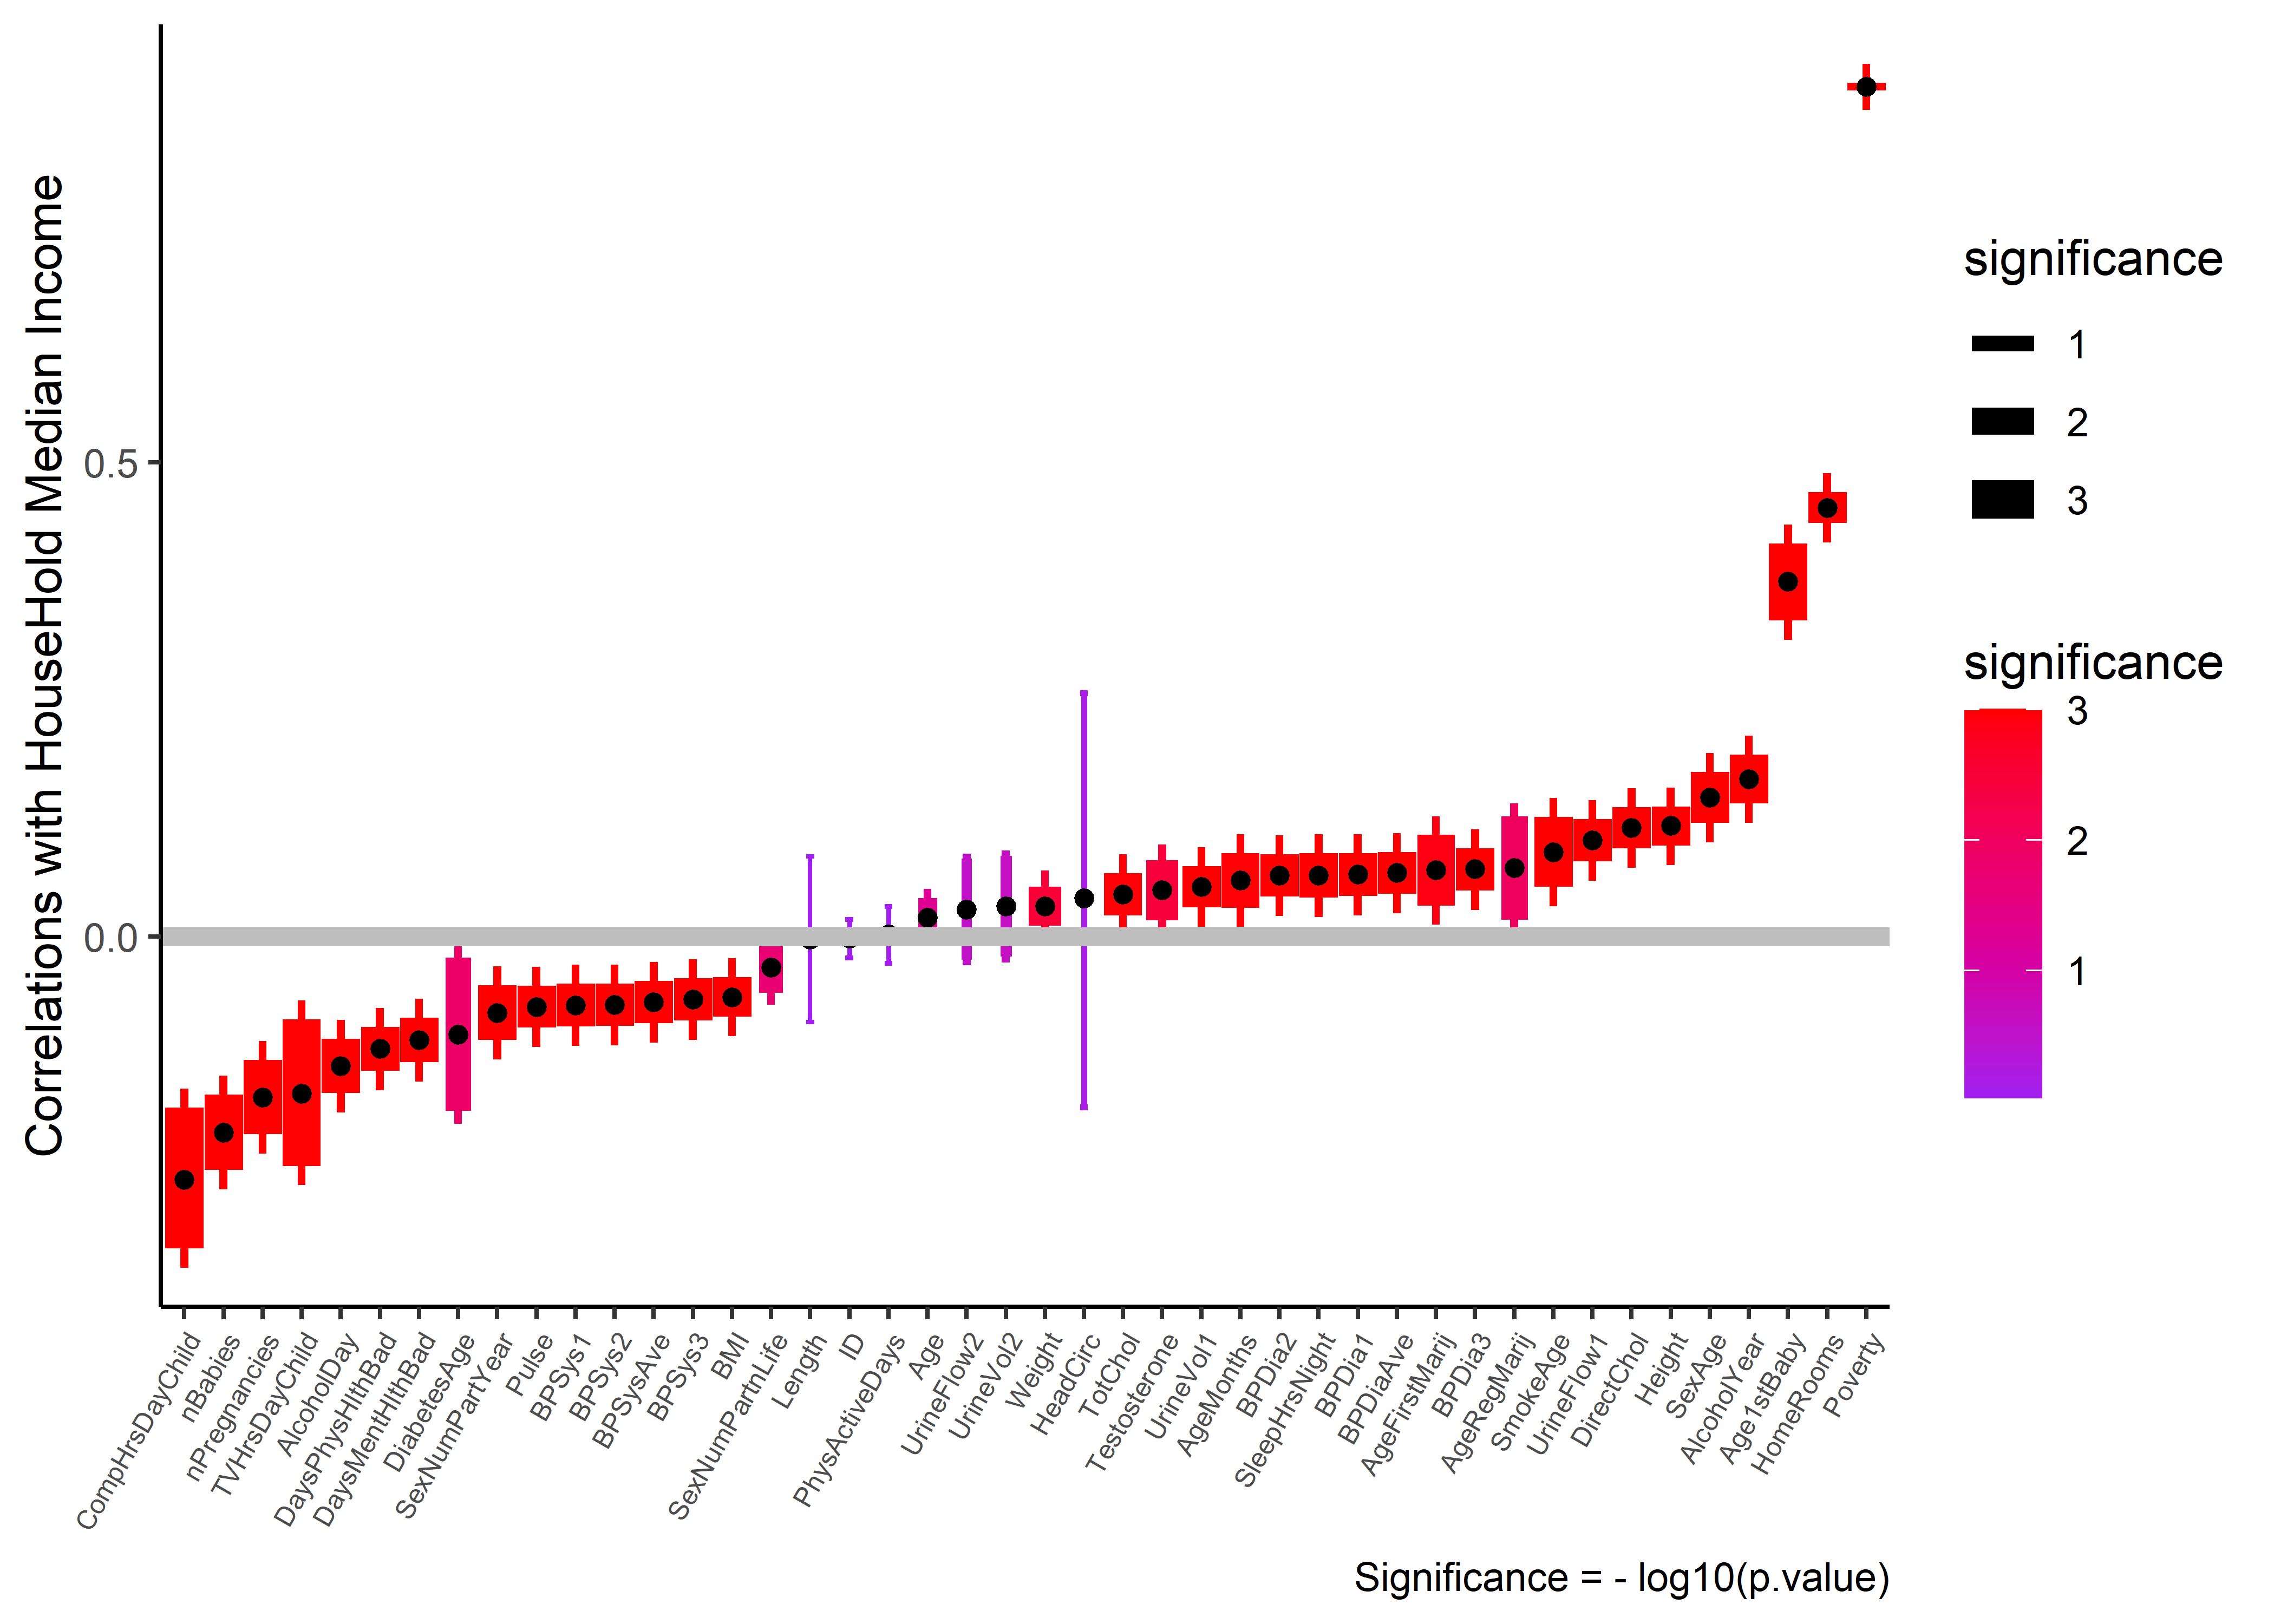 Correlations with HouseHold Median Income
0.5
0.0
CompHrsDayChild
nBabies
nPregnancies
TVHrsDayChild
AlcoholDay
DaysPhysHlthBad
DaysMentHlthBad
DiabetesAge
SexNumPartYear
Pulse
BPSys1
BPSys2
BPSysAve
BPSys3
BMI
SexNumPartnLife
Length
ID
PhysActiveDays
Age
UrineFlow2
UrineVol2
Weight
HeadCirc
TotChol
Testosterone
UrineVol1
AgeMonths
BPDia2
SleepHrsNight
BPDia1
BPDiaAve
AgeFirstMarij
BPDia3
AgeRegMarij
SmokeAge
UrineFlow1
DirectChol
Height
SexAge
AlcoholYear
Age1stBaby
HomeRooms
Poverty
significance
1
2
3
significance
3
2
1
Significance = - log10(p.value)